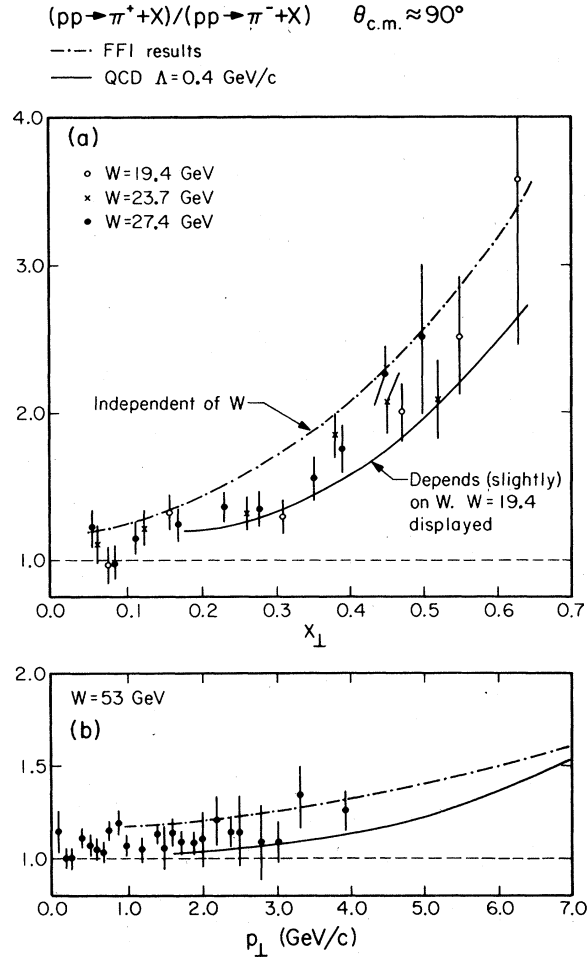 (pp→π⁺+X)/(pp→π⁻+X) θc.m.≈90°
—·—·— FFI results
——— QCD Λ=0.4 GeV/c
4.0
(a)
○ W=19.4 GeV
× W=23.7 GeV
● W=27.4 GeV
3.0
Independent of W
2.0
Depends (slightly)
on W. W=19.4
displayed
1.0
0.0 0.1 0.2 0.3 0.4 0.5 0.6 0.7
X⊥
2.0
W=53 GeV
(b)
1.5
1.0
0.0 1.0 2.0 3.0 4.0 5.0 6.0 7.0
p⊥ (GeV/c)